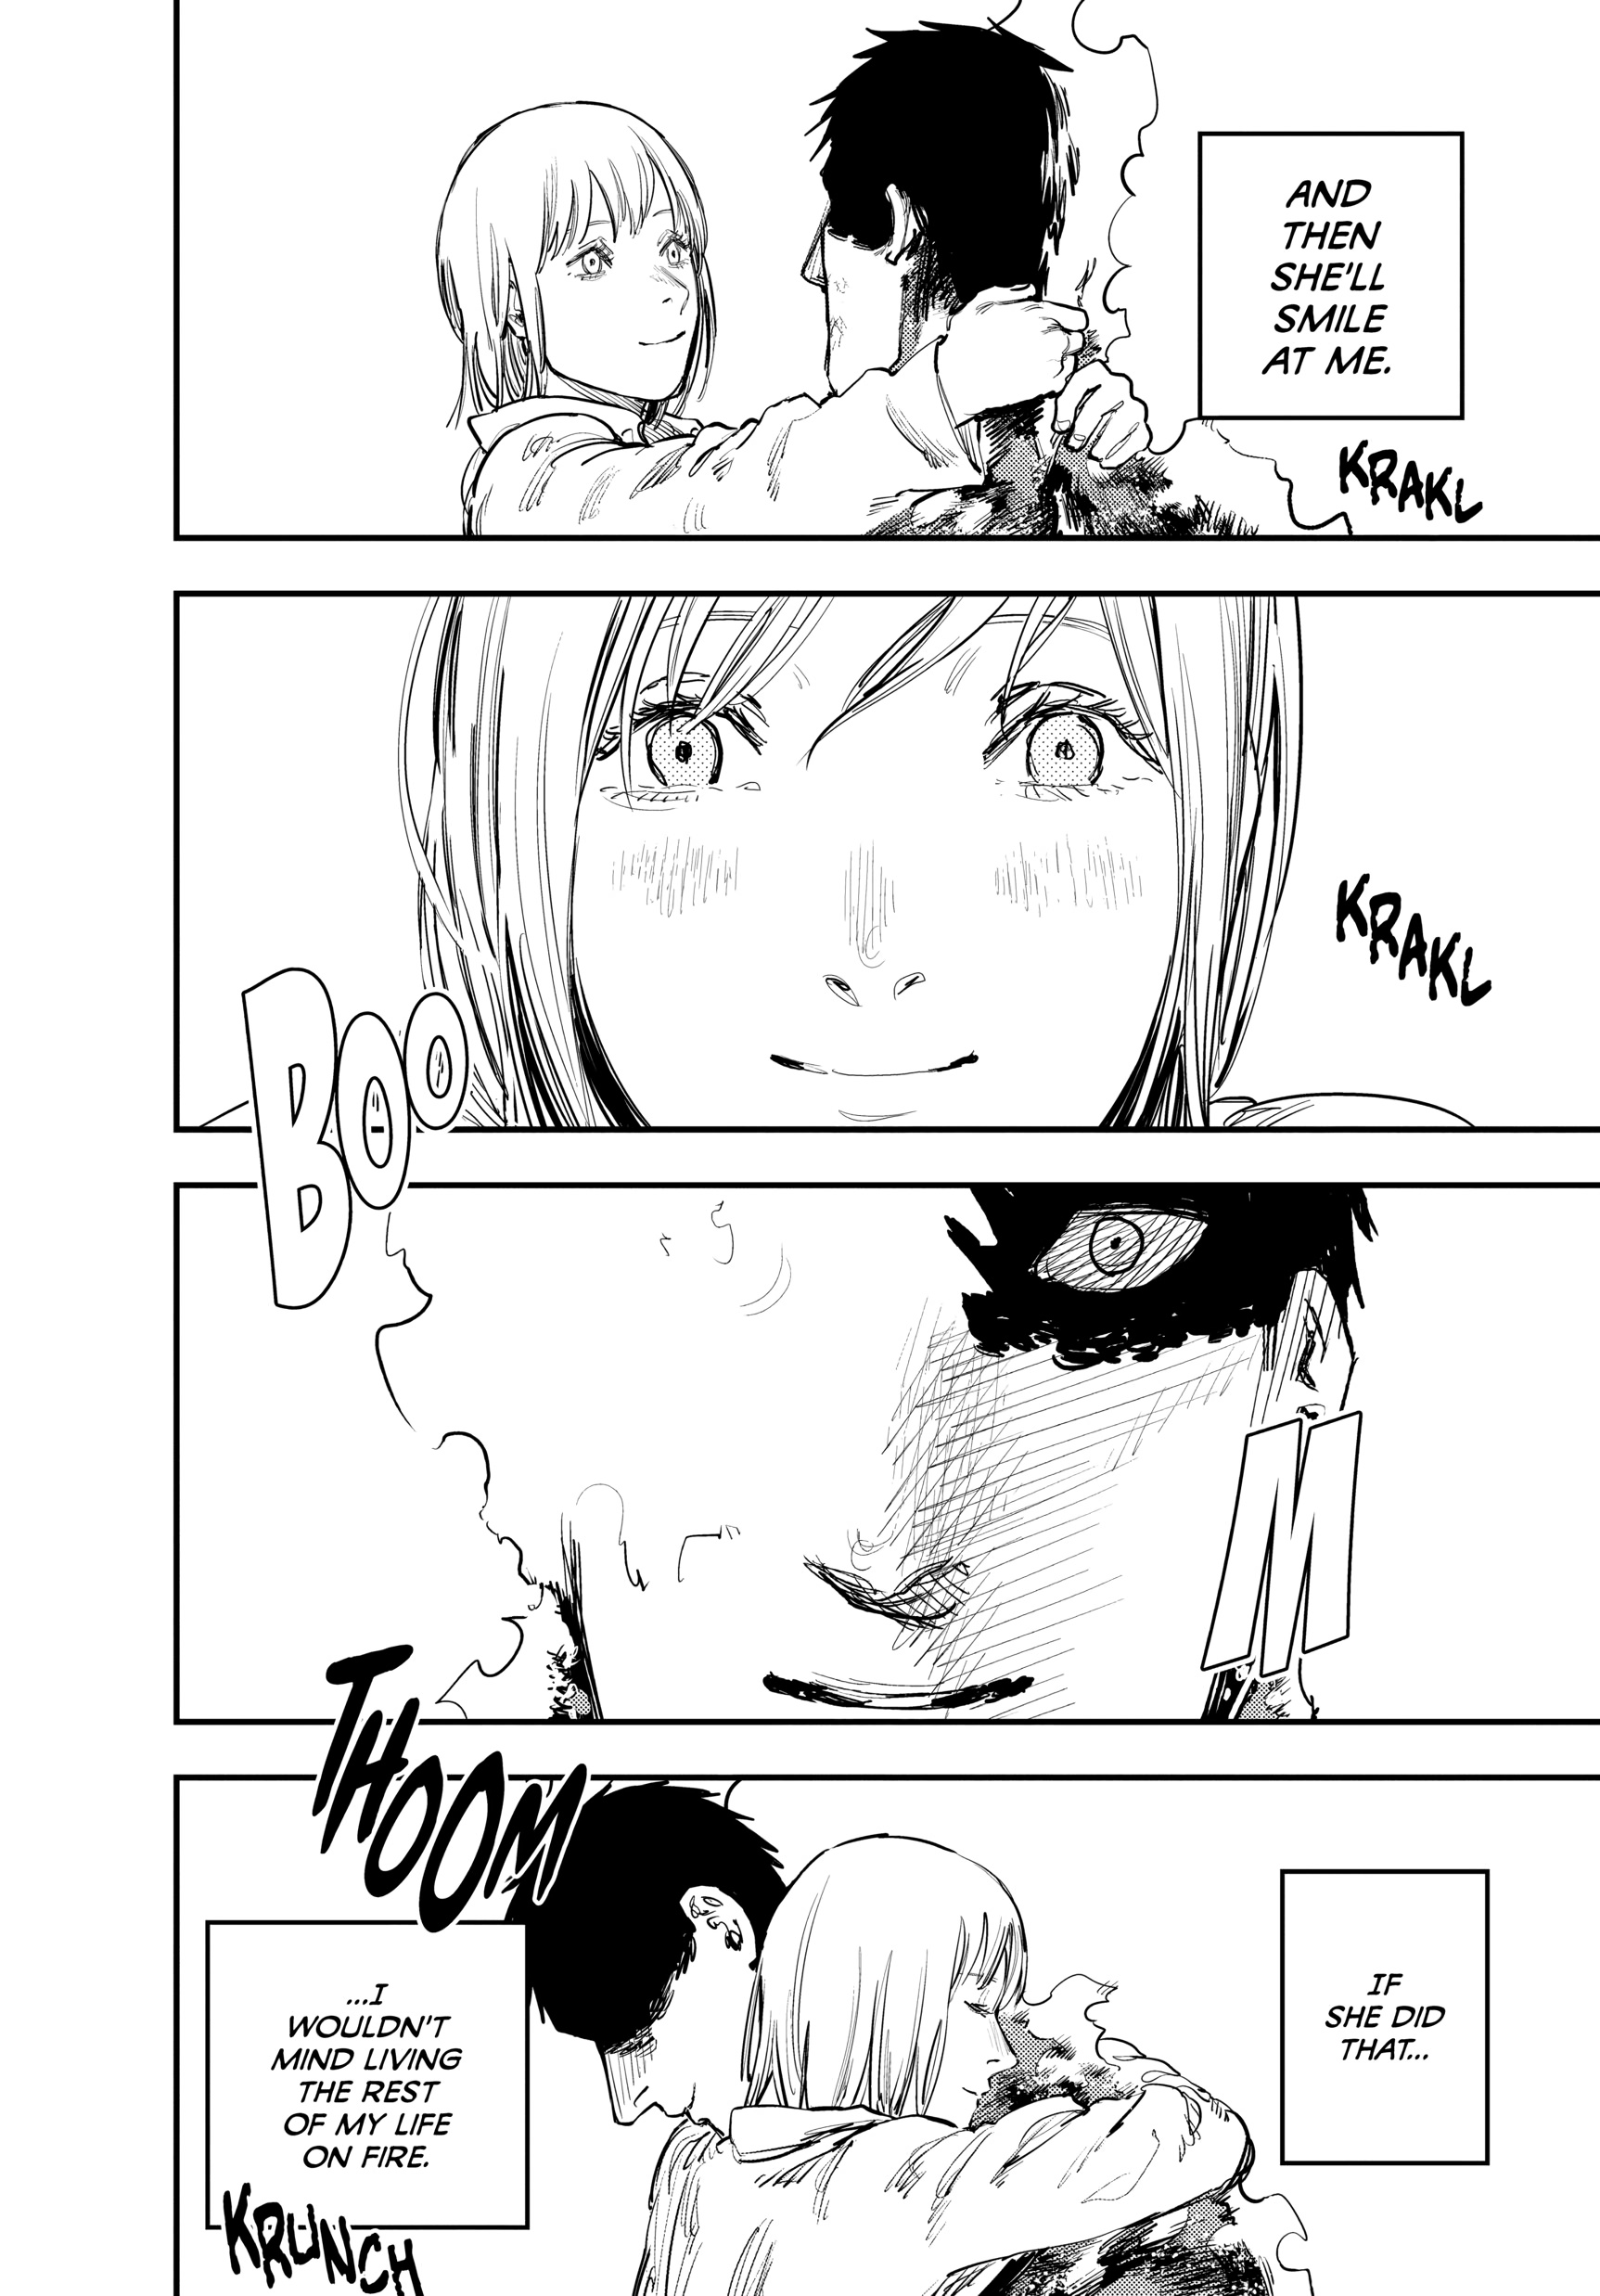 AND
THEN
SHE'LL
SMILE
AT ME.
KRAKL
KRAKL
BOO
M
THOOM
IF
SHE DID
THAT...
...I
WOULDN'T
MIND LIVING
THE REST
OF MY LIFE
ON FIRE.
KRUNCH